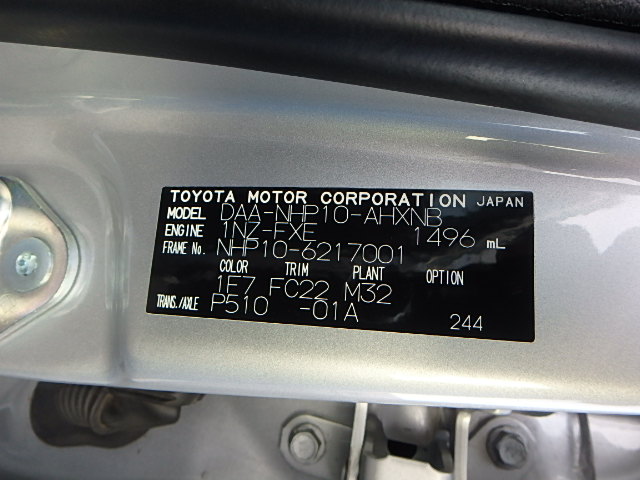 TOYOTA MOTOR CORPORATION JAPAN
MODEL DAA-NHP10-AHXNB
ENGINE 1NZ-FXE 1496 mL
FRAME No. NHP10-6217001
COLOR TRIM PLANT OPTION
1F7 FC22 M32
TRANS./AXLE P510 -01A
244